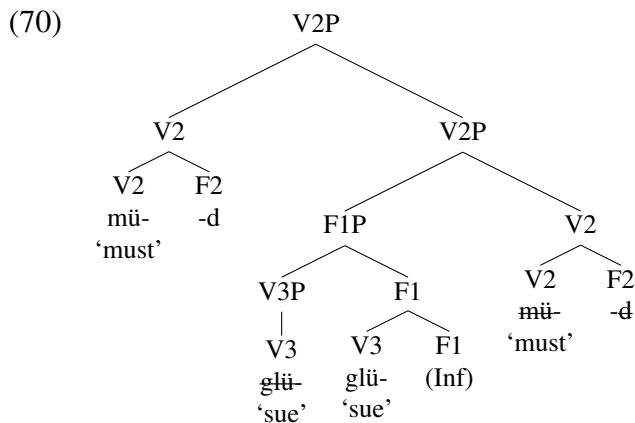 (70)
V2P
V2 V2P
V2 F2 F1P V2
mü- -d
‘must’
V3P F1 V2 F2
mü- -d
V3 V3 F1 ‘must’
glü- glü- (Inf)
‘sue’ ‘sue’